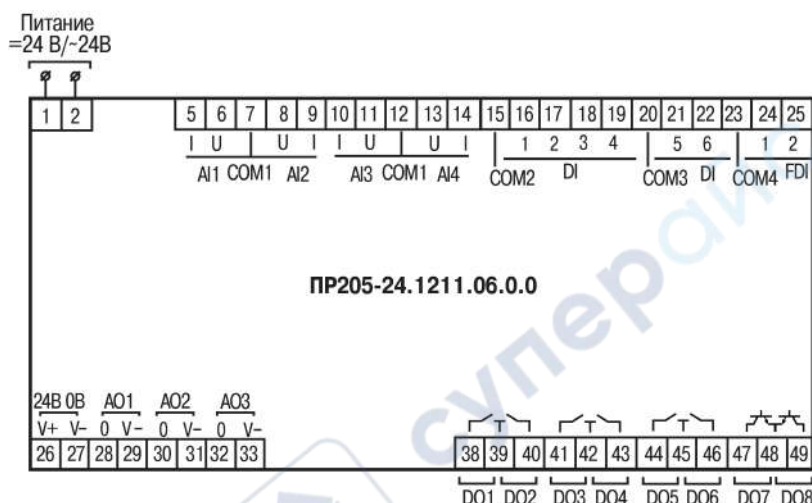 Питание
=24 В/~24В
1 2 5 6 7 8 9 10 11 12 13 14 15 16 17 18 19 20 21 22 23 24 25
I U U I I U U I 1 2 3 4 5 6 1 2
AI1 COM1 AI2 AI3 COM1 AI4 COM2 DI COM3 DI COM4 FDI
ПР205-24.1211.06.0.0
суперайс
24В 0В AO1 AO2 AO3
V+ V- 0 V- 0 V- 0 V-
26 27 28 29 30 31 32 33 38 39 40 41 42 43 44 45 46 47 48 49
DO1 DO2 DO3 DO4 DO5 DO6 DO7 DO8